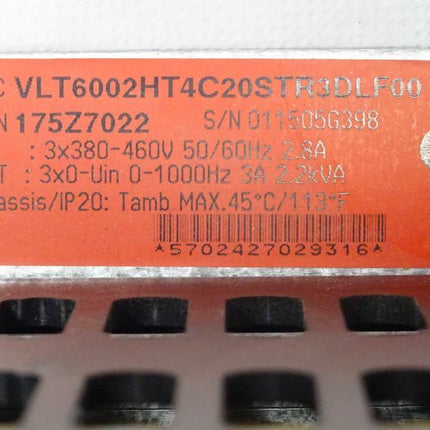 C VLT6002HT4C20STR3DLF00
N 175Z7022 S/N 011505G398
: 3x380-460V 50/60Hz 2.8A
T : 3x0-Uin 0-1000Hz 3A 2.2kVA
assis/IP20: Tamb MAX.45°C/113°F
*5702427029316*